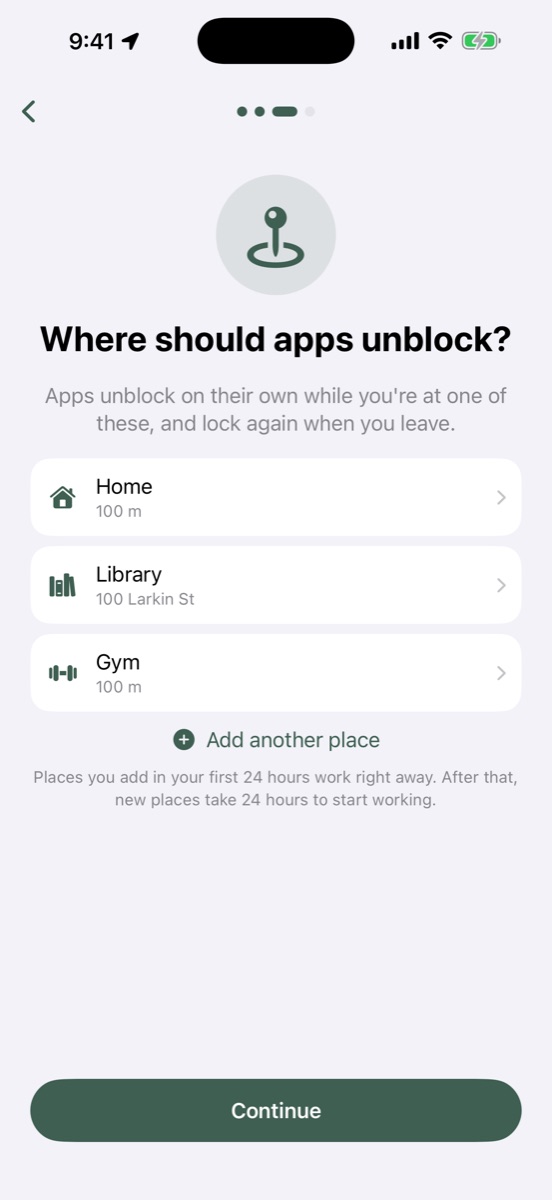 9:41
Where should apps unblock?
Apps unblock on their own while you're at one of
these, and lock again when you leave.
Home
100 m
Library
100 Larkin St
Gym
100 m
Add another place
Places you add in your first 24 hours work right away. After that,
new places take 24 hours to start working.
Continue